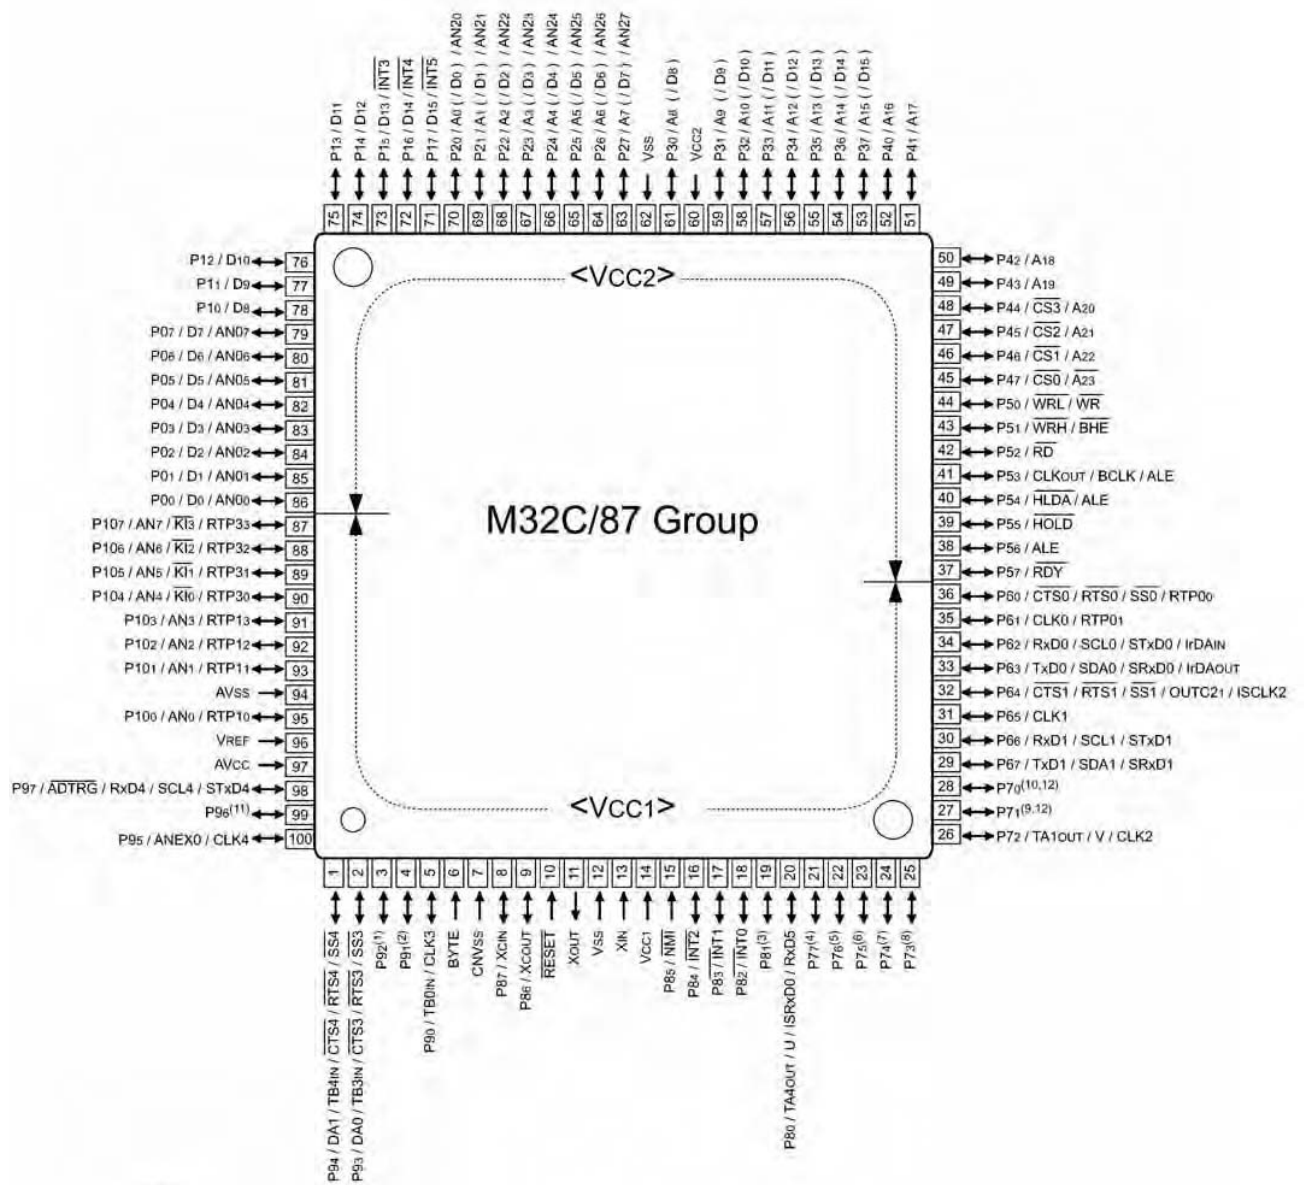 P13 / D11
P14 / D12
P15 / D13 / INT3
P16 / D14 / INT4
P17 / D15 / INT5
P20 / A0 ( / D0 ) / AN20
P21 / A1 ( / D1 ) / AN21
P22 / A2 ( / D2 ) / AN22
P23 / A3 ( / D3 ) / AN23
P24 / A4 ( / D4 ) / AN24
P25 / A5 ( / D5 ) / AN25
P26 / A6 ( / D6 ) / AN26
P27 / A7 ( / D7 ) / AN27
VSS
P30 / A8 ( / D8 )
VCC2
P31 / A9 ( / D9 )
P32 / A10 ( / D10 )
P33 / A11 ( / D11 )
P34 / A12 ( / D12 )
P35 / A13 ( / D13 )
P36 / A14 ( / D14 )
P37 / A15 ( / D15 )
P40 / A16
P41 / A17
75 74 73 72 71 70 69 68 67 66 65 64 63 62 61 60 59 58 57 56 55 54 53 52 51
P12 / D10 76
P11 / D9 77
P10 / D8 78
P07 / D7 / AN07 79
P06 / D6 / AN06 80
P05 / D5 / AN05 81
P04 / D4 / AN04 82
P03 / D3 / AN03 83
P02 / D2 / AN02 84
P01 / D1 / AN01 85
P00 / D0 / AN00 86
P107 / AN7 / KI3 / RTP33 87
P106 / AN6 / KI2 / RTP32 88
P105 / AN5 / KI1 / RTP31 89
P104 / AN4 / KI0 / RTP30 90
P103 / AN3 / RTP13 91
P102 / AN2 / RTP12 92
P101 / AN1 / RTP11 93
AVSS 94
P100 / AN0 / RTP10 95
VREF 96
AVCC 97
P97 / ADTRG / RxD4 / SCL4 / STxD4 98
P96(11) 99
P95 / ANEX0 / CLK4 100
<VCC2>
M32C/87 Group
<VCC1>
50 P42 / A18
49 P43 / A19
48 P44 / CS3 / A20
47 P45 / CS2 / A21
46 P46 / CS1 / A22
45 P47 / CS0 / A23
44 P50 / WRL / WR
43 P51 / WRH / BHE
42 P52 / RD
41 P53 / CLKOUT / BCLK / ALE
40 P54 / HLDA / ALE
39 P55 / HOLD
38 P56 / ALE
37 P57 / RDY
36 P60 / CTS0 / RTS0 / SS0 / RTP00
35 P61 / CLK0 / RTP01
34 P62 / RxD0 / SCL0 / STxD0 / IrDAIN
33 P63 / TxD0 / SDA0 / SRxD0 / IrDAOUT
32 P64 / CTS1 / RTS1 / SS1 / OUTC21 / ISCLK2
31 P65 / CLK1
30 P66 / RxD1 / SCL1 / STxD1
29 P67 / TxD1 / SDA1 / SRxD1
28 P70(10,12)
27 P71(9,12)
26 P72 / TA1OUT / V / CLK2
1 2 3 4 5 6 7 8 9 10 11 12 13 14 15 16 17 18 19 20 21 22 23 24 25
P94 / DA1 / TB4IN / CTS4 / RTS4 / SS4
P93 / DA0 / TB3IN / CTS3 / RTS3 / SS3
P92(1)
P91(2)
P90 / TB0IN / CLK3
BYTE
CNVSS
P87 / XCIN
P86 / XCOUT
RESET
XOUT
VSS
XIN
VCC1
P85 / NMI
P84 / INT2
P83 / INT1
P82 / INT0
P81(3)
P80 / TA4OUT / U / ISRxD0 / RxD5
P77(4)
P76(5)
P75(6)
P74(7)
P73(8)